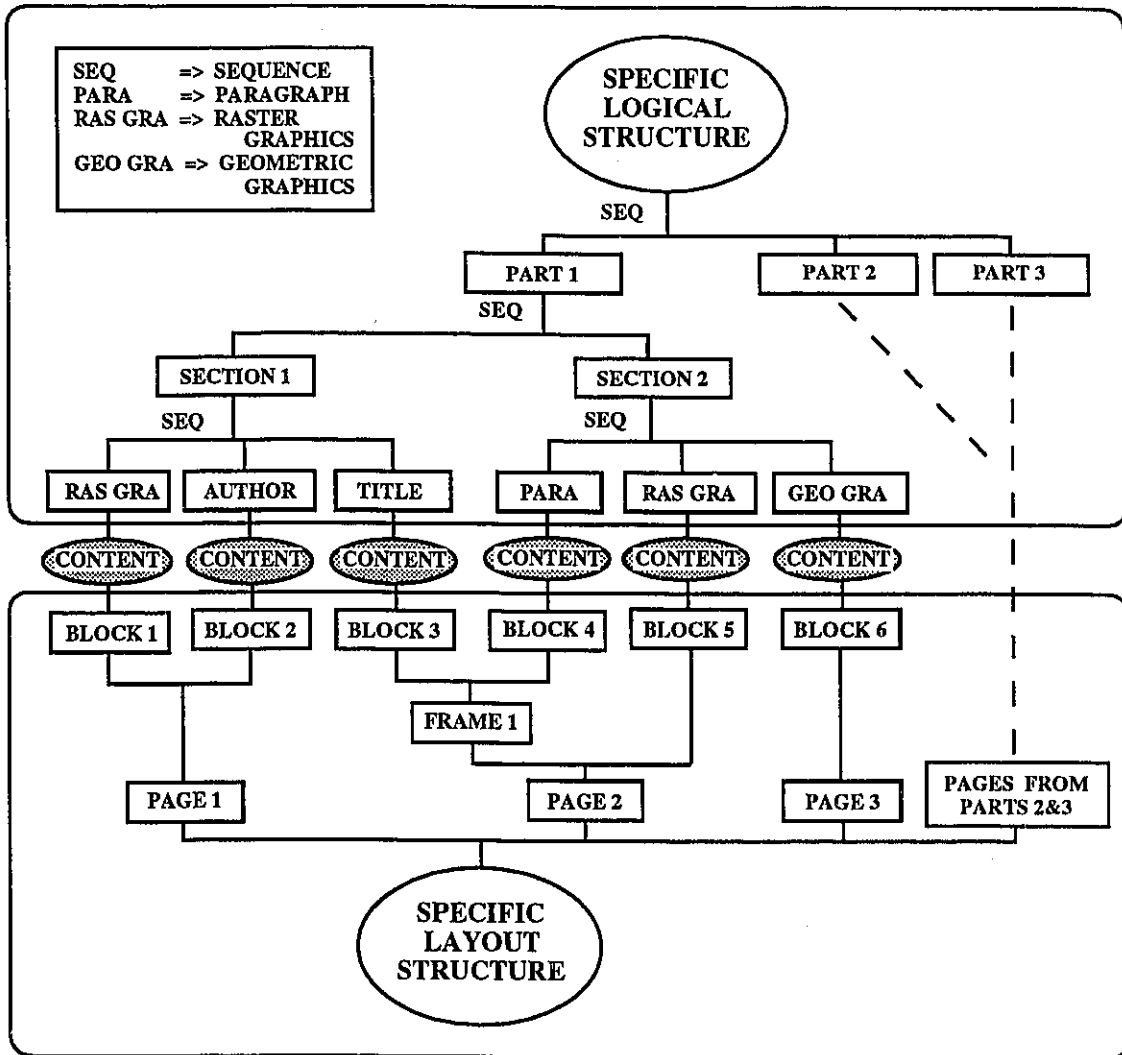 SEQ => SEQUENCE
PARA => PARAGRAPH
RAS GRA => RASTER
GRAPHICS
GEO GRA => GEOMETRIC
GRAPHICS
SPECIFIC
LOGICAL
STRUCTURE
SEQ
PART 1
PART 2
PART 3
SEQ
SECTION 1
SECTION 2
SEQ
SEQ
RAS GRA
AUTHOR
TITLE
PARA
RAS GRA
GEO GRA
CONTENT
CONTENT
CONTENT
CONTENT
CONTENT
CONTENT
BLOCK 1
BLOCK 2
BLOCK 3
BLOCK 4
BLOCK 5
BLOCK 6
FRAME 1
PAGE 1
PAGE 2
PAGE 3
PAGES FROM
PARTS 2&3
SPECIFIC
LAYOUT
STRUCTURE